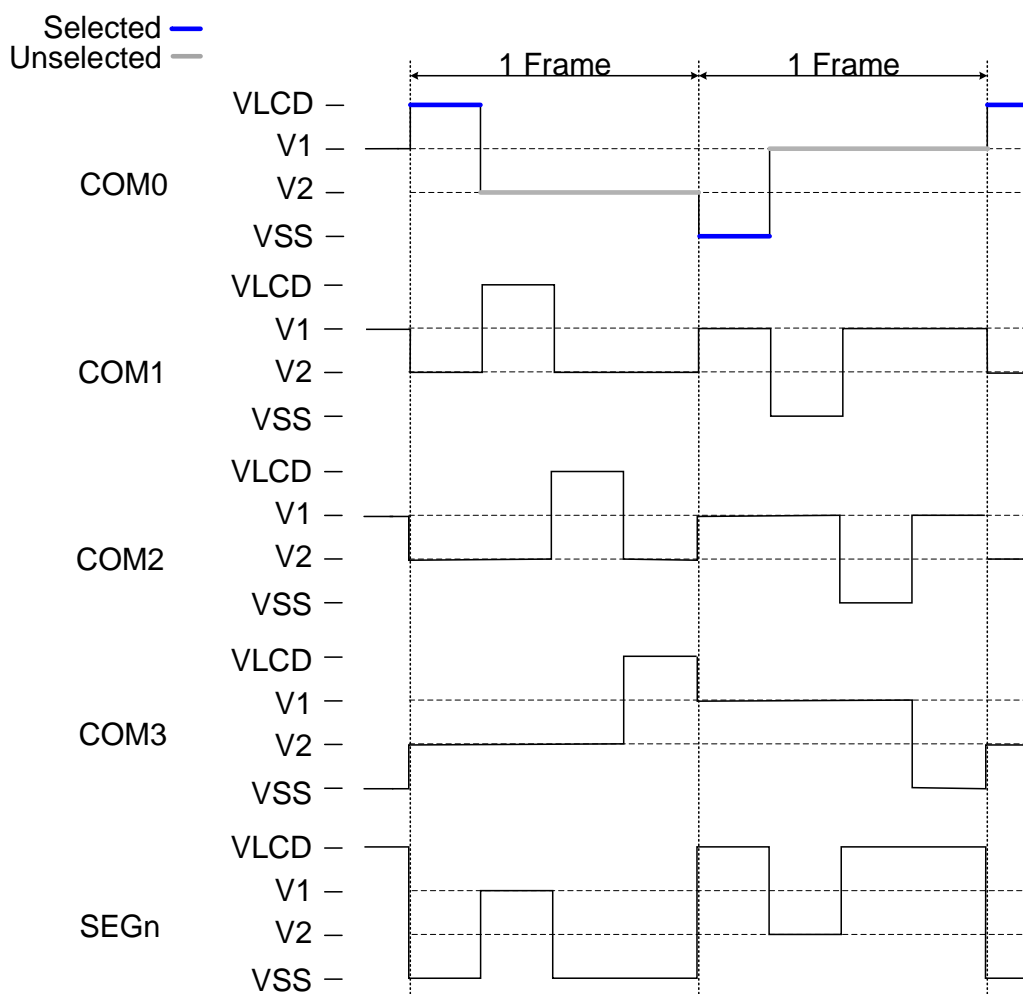 Selected
Unselected
1 Frame 1 Frame
VLCD
V1
COM0
V2
VSS
VLCD
V1
COM1
V2
VSS
VLCD
V1
COM2
V2
VSS
VLCD
V1
COM3
V2
VSS
VLCD
V1
SEGn
V2
VSS